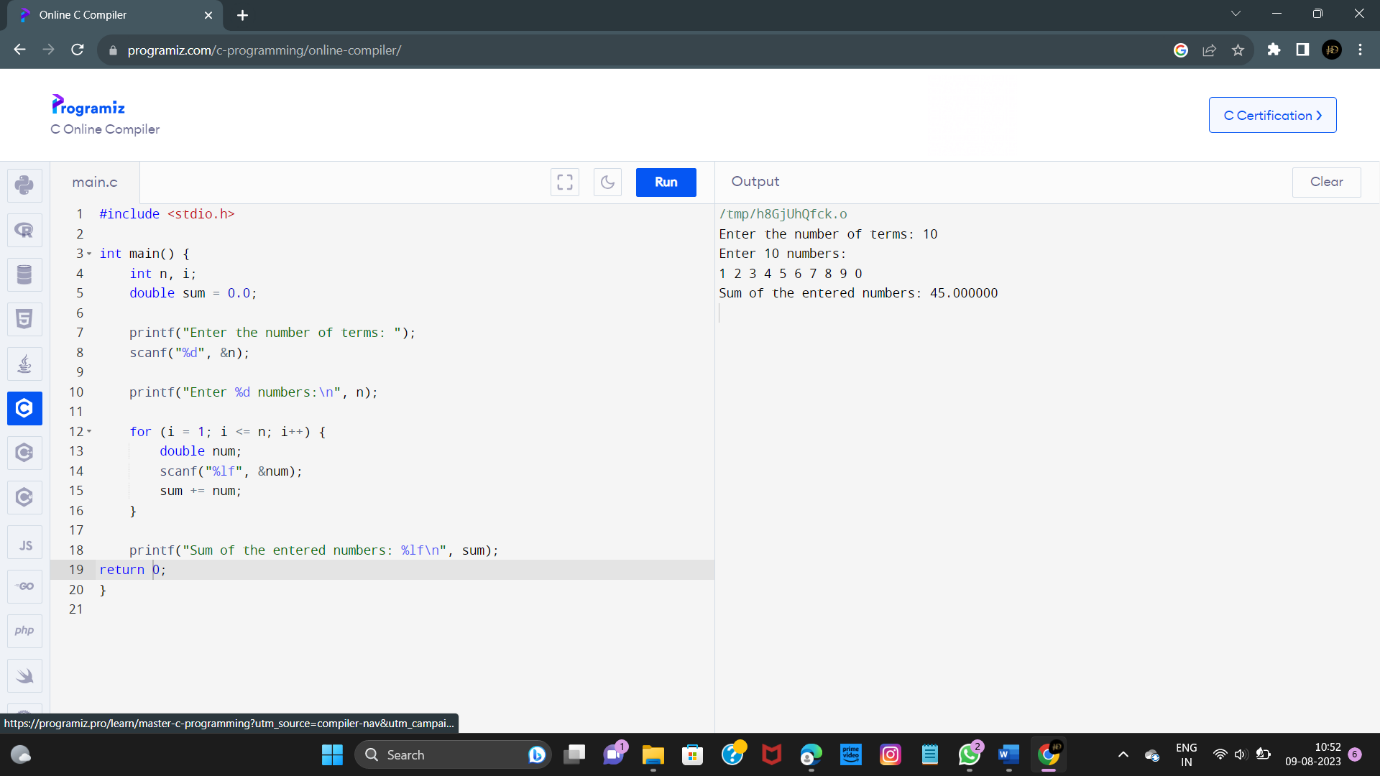 Online C Compiler
programiz.com/c-programming/online-compiler/
Programiz
C Online Compiler
C Certification >
main.c
Run
Output
Clear
1 #include <stdio.h>
2
3 int main() {
4 int n, i;
5 double sum = 0.0;
6
7 printf("Enter the number of terms: ");
8 scanf("%d", &n);
9
10 printf("Enter %d numbers:\n", n);
11
12 for (i = 1; i <= n; i++) {
13 double num;
14 scanf("%lf", &num);
15 sum += num;
16 }
17
18 printf("Sum of the entered numbers: %lf\n", sum);
19 return 0;
20 }
21
/tmp/h8GjUhQfck.o
Enter the number of terms: 10
Enter 10 numbers:
1 2 3 4 5 6 7 8 9 0
Sum of the entered numbers: 45.000000
JS
GO
php
https://programiz.pro/learn/master-c-programming?utm_source=compiler-nav&utm_campai...
Search
1
prime video
2
W
ENG
IN
10:52
09-08-2023
6